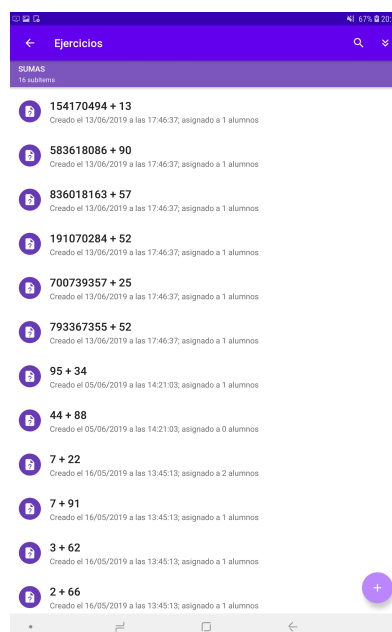 67% 20:
Ejercicios
SUMAS
16 subitems
154170494 + 13
Creado el 13/06/2019 a las 17:46:37; asignado a 1 alumnos
583618086 + 90
Creado el 13/06/2019 a las 17:46:37; asignado a 1 alumnos
836018163 + 57
Creado el 13/06/2019 a las 17:46:37; asignado a 1 alumnos
191070284 + 52
Creado el 13/06/2019 a las 17:46:37; asignado a 1 alumnos
700739357 + 25
Creado el 13/06/2019 a las 17:46:37; asignado a 1 alumnos
793367355 + 52
Creado el 13/06/2019 a las 17:46:37; asignado a 1 alumnos
95 + 34
Creado el 05/06/2019 a las 14:21:03; asignado a 1 alumnos
44 + 88
Creado el 05/06/2019 a las 14:21:03; asignado a 0 alumnos
7 + 22
Creado el 16/05/2019 a las 13:45:13; asignado a 2 alumnos
7 + 91
Creado el 16/05/2019 a las 13:45:13; asignado a 1 alumnos
3 + 62
Creado el 16/05/2019 a las 13:45:13; asignado a 1 alumnos
2 + 66
Creado el 16/05/2019 a las 13:45:13; asignado a 1 alumnos